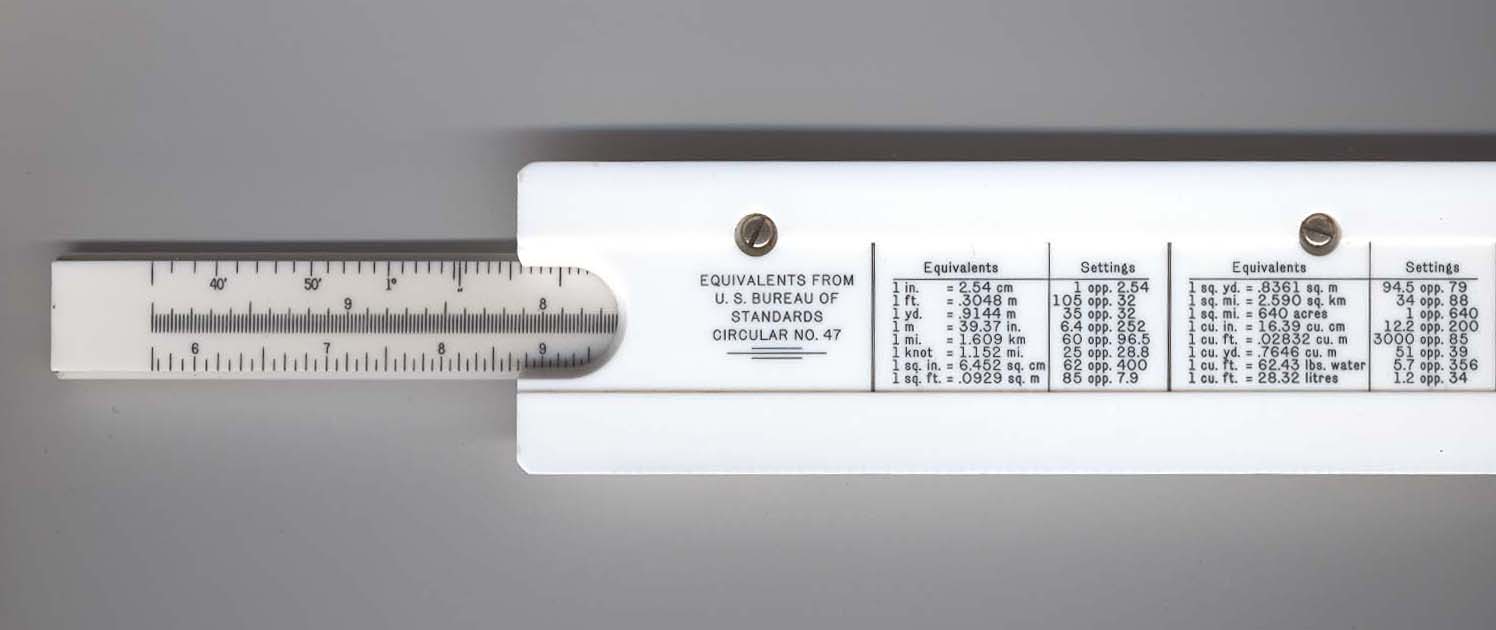 40' 50' 1°
9 8
6 7 8 9
EQUIVALENTS FROM
U. S. BUREAU OF
STANDARDS
CIRCULAR NO. 47
Equivalents Settings
1 in. = 2.54 cm 1 opp. 2.54
1 ft. = .3048 m 105 opp. 32
1 yd. = .9144 m 35 opp. 32
1 m = 39.37 in. 6.4 opp. 252
1 mi. = 1.609 km 60 opp. 96.5
1 knot = 1.152 mi. 25 opp. 28.8
1 sq. in. = 6.452 sq. cm 62 opp. 400
1 sq. ft. = .0929 sq. m 85 opp. 7.9
Equivalents Settings
1 sq. yd. = .8361 sq. m 94.5 opp. 79
1 sq. mi. = 2.590 sq. km 34 opp. 88
1 sq. mi. = 640 acres 1 opp. 640
1 cu. in. = 16.39 cu. cm 12.2 opp. 200
1 cu. ft. = .02832 cu. m 3000 opp. 85
1 cu. yd. = .7646 cu. m 51 opp. 39
1 cu. ft. = 62.43 lbs. water 5.7 opp. 356
1 cu. ft. = 28.32 litres 1.2 opp. 34